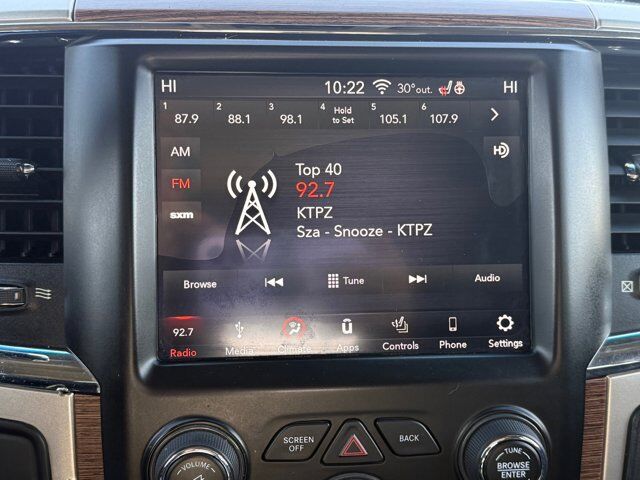 HI 10:22 30°out. HI
1 87.9 2 88.1 3 98.1 4 Hold to Set 5 105.1 6 107.9
AM
FM
sxm
HD
Top 40
92.7
KTPZ
Sza - Snooze - KTPZ
Browse Tune Audio
92.7
Radio Media Climate Apps Controls Phone Settings
SCREEN
OFF
BACK
VOLUME
TUNE
BROWSE
ENTER